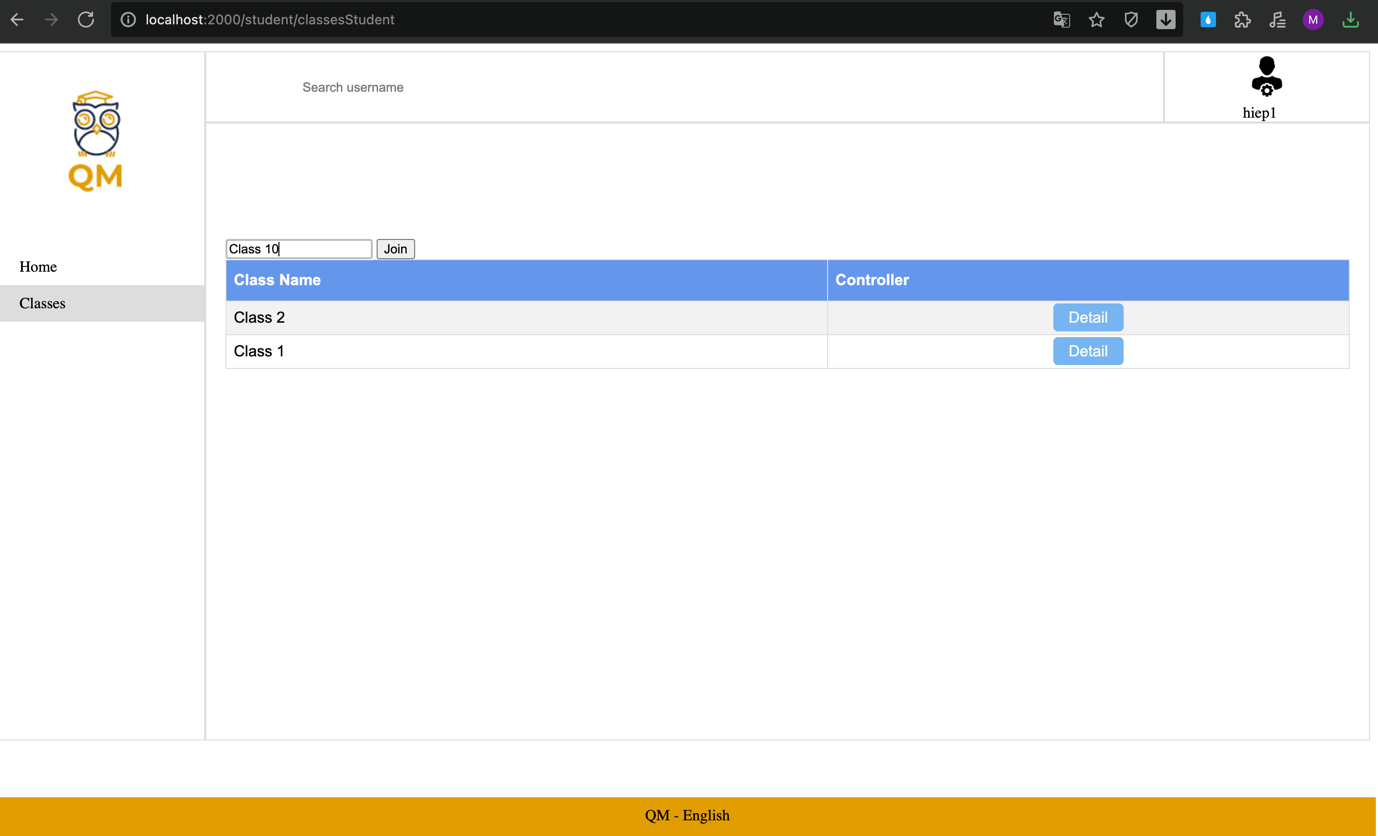 localhost:2000/student/classesStudent
M
Search username
hiep1
QM
Home
Classes
Class 10 Join
Class Name Controller
Class 2 Detail
Class 1 Detail
QM - English